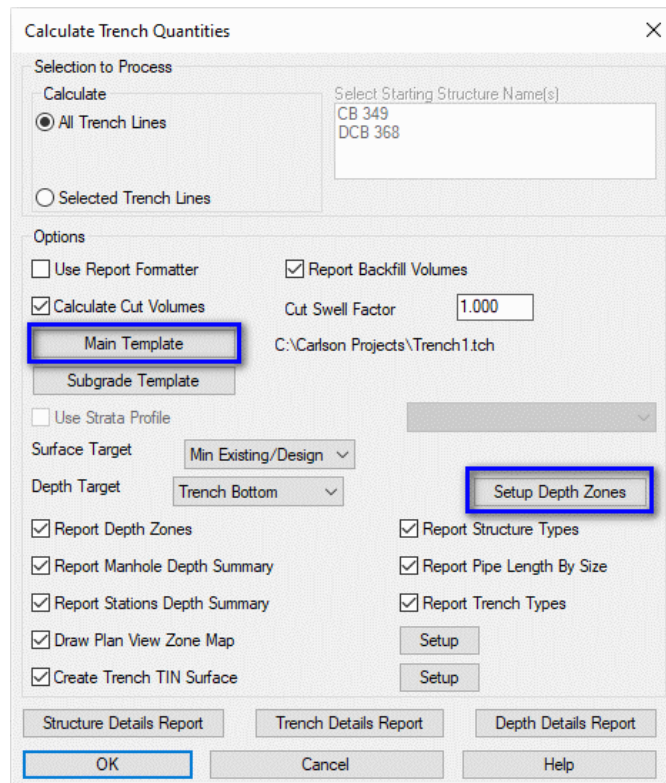 Calculate Trench Quantities
Selection to Process
Calculate
All Trench Lines
Selected Trench Lines
Select Starting Structure Name(s)
CB 349
DCB 368
Options
Use Report Formatter
Report Backfill Volumes
Calculate Cut Volumes
Cut Swell Factor
1.000
Main Template
C:\Carlson Projects\Trench1.tch
Subgrade Template
Use Strata Profile
Surface Target
Min Existing/Design
Depth Target
Trench Bottom
Setup Depth Zones
Report Depth Zones
Report Structure Types
Report Manhole Depth Summary
Report Pipe Length By Size
Report Stations Depth Summary
Report Trench Types
Draw Plan View Zone Map
Setup
Create Trench TIN Surface
Setup
Structure Details Report
Trench Details Report
Depth Details Report
OK
Cancel
Help